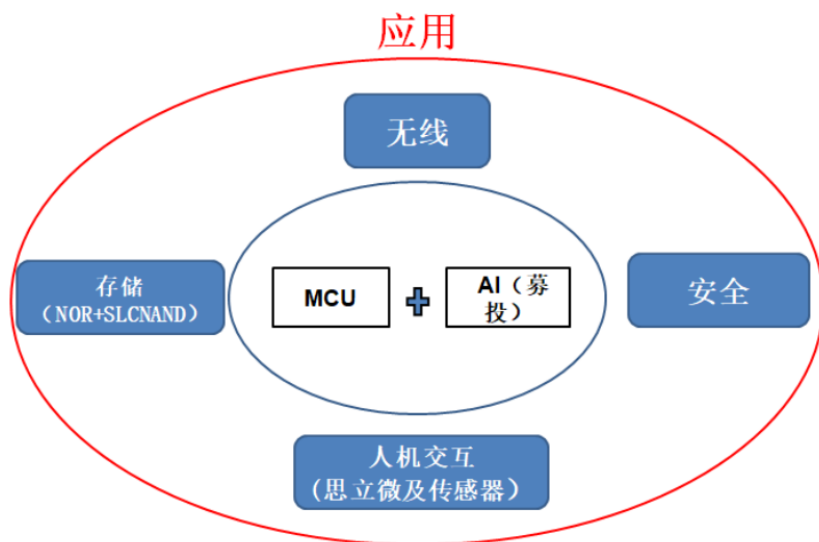 应用
无线
存储
（NOR+SLCNAND）
MCU
AI（募
投）
安全
人机交互
(思立微及传感器）